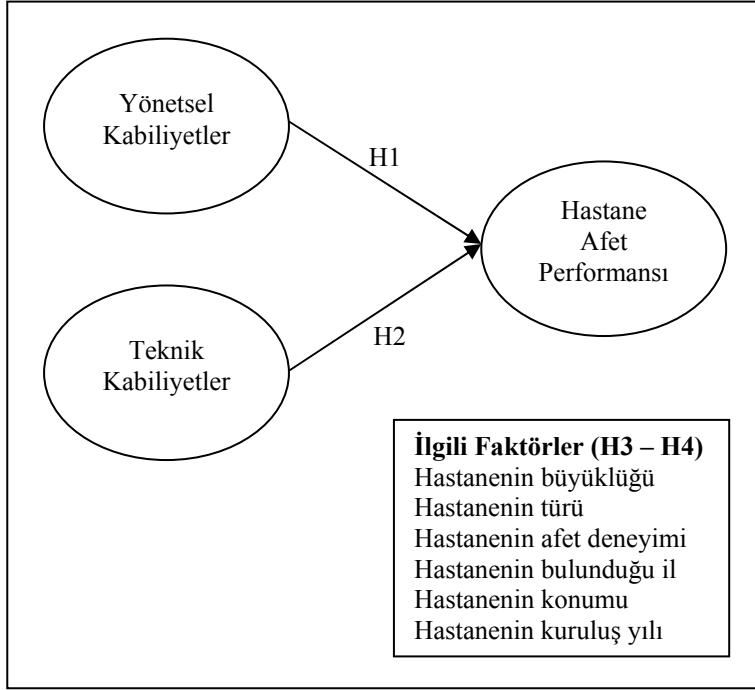 Yönetsel
Kabiliyetler
H1
Hastane
Afet
Performansı
H2
Teknik
Kabiliyetler
İlgili Faktörler (H3 – H4)
Hastanenin büyüklüğü
Hastanenin türü
Hastanenin afet deneyimi
Hastanenin bulunduğu il
Hastanenin konumu
Hastanenin kuruluş yılı